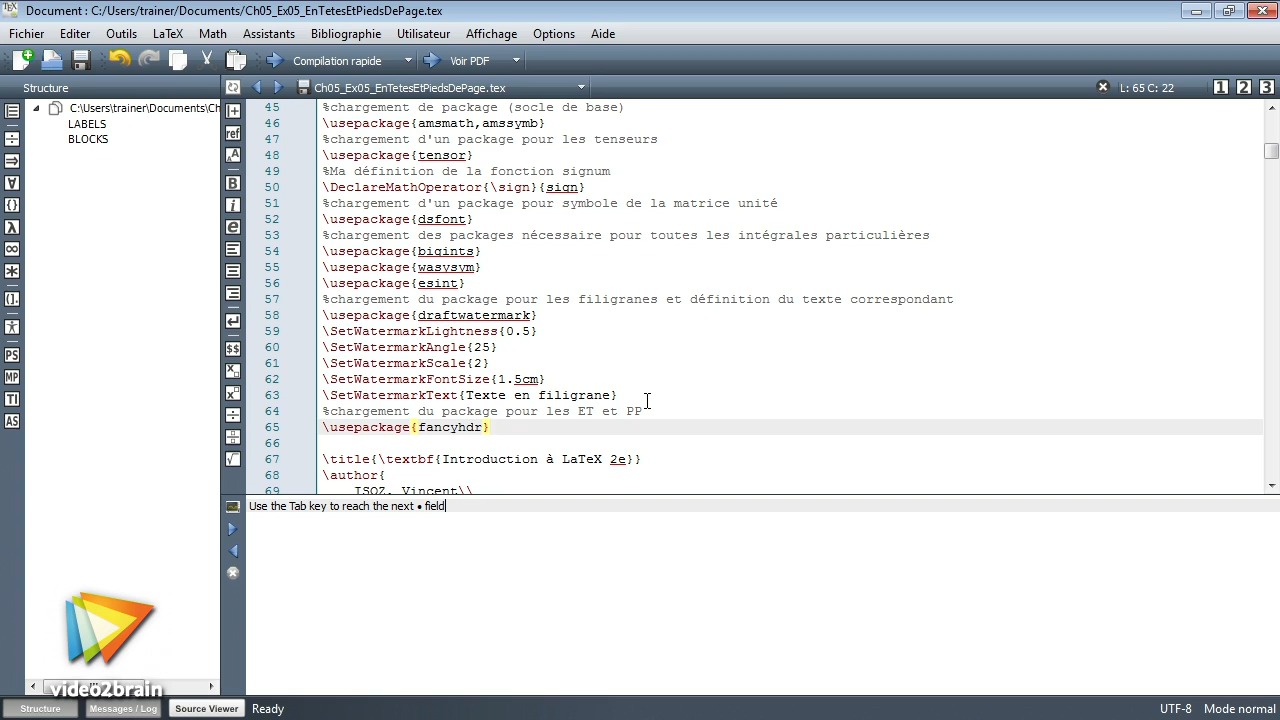 Document : C:/Users/trainer/Documents/Ch05_Ex05_EnTetesEtPiedsDePage.tex
Fichier Editer Outils LaTeX Math Assistants Bibliographie Utilisateur Affichage Options Aide
Compilation rapide Voir PDF
Structure
Ch05_Ex05_EnTetesEtPiedsDePage.tex
L: 65 C: 22
1 2 3
C:\Users\trainer\Documents\Ch
LABELS
BLOCKS
45 %chargement de package (socle de base)
46 \usepackage{amsmath,amssymb}
47 %chargement d'un package pour les tenseurs
48 \usepackage{tensor}
49 %Ma définition de la fonction signum
50 \DeclareMathOperator{\sign}{sign}
51 %chargement d'un package pour symbole de la matrice unité
52 \usepackage{dsfont}
53 %chargement des packages nécessaire pour toutes les intégrales particulières
54 \usepackage{bigints}
55 \usepackage{wasysym}
56 \usepackage{esint}
57 %chargement du package pour les filigranes et définition du texte correspondant
58 \usepackage{draftwatermark}
59 \SetWatermarkLightness{0.5}
60 \SetWatermarkAngle{25}
61 \SetWatermarkScale{2}
62 \SetWatermarkFontSize{1.5cm}
63 \SetWatermarkText{Texte en filigrane}
64 %chargement du package pour les ET et PP
65 \usepackage{fancyhdr}
66
67 \title{\textbf{Introduction à LaTeX 2e}}
68 \author{
69 ISOZ, Vincent\\
Use the Tab key to reach the next • field
PS
MP
TI
AS
video2brain
Structure Messages / Log Source Viewer Ready
UTF-8 Mode normal